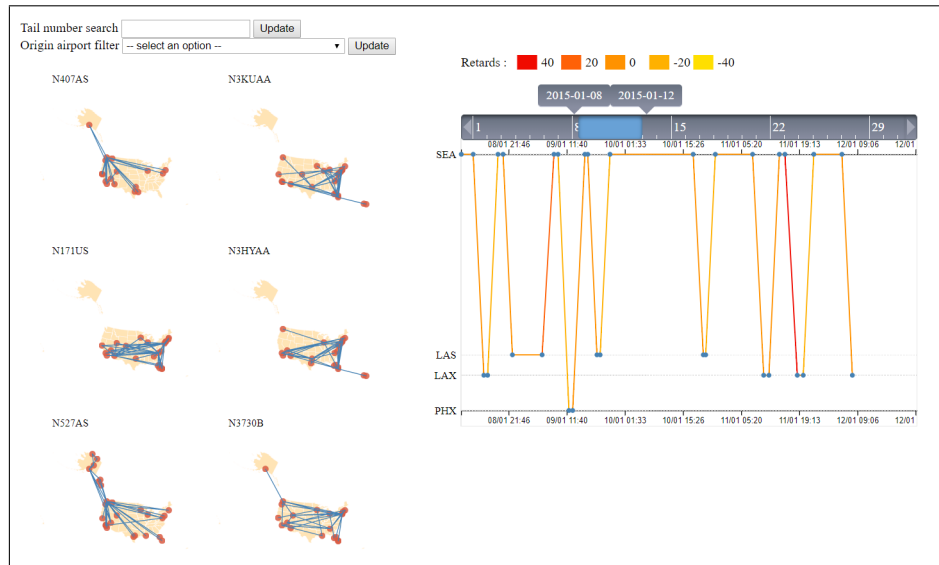 Tail number search Update
Origin airport filter -- select an option -- Update
N407AS N3KUAA
N171US N3HYAA
N527AS N3730B
Retards : 40 20 0 -20 -40
2015-01-08 2015-01-12
1 8 15 22 29
08/01 21:46 09/01 11:40 10/01 01:33 10/01 15:26 11/01 05:20 11/01 19:13 12/01 09:06 12/01
SEA
LAS
LAX
PHX
08/01 21:46 09/01 11:40 10/01 01:33 10/01 15:26 11/01 05:20 11/01 19:13 12/01 09:06 12/01